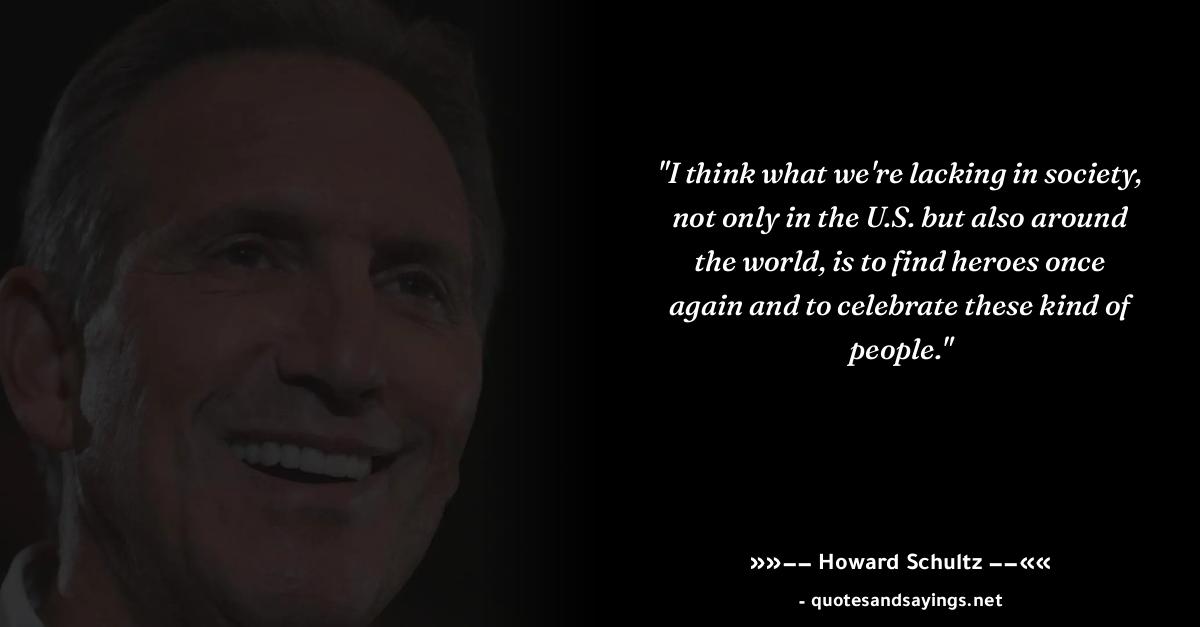 "I think what we're lacking in society,
not only in the U.S. but also around
the world, is to find heroes once
again and to celebrate these kind of
people."
»»−− Howard Schultz −−««
- quotesandsayings.net